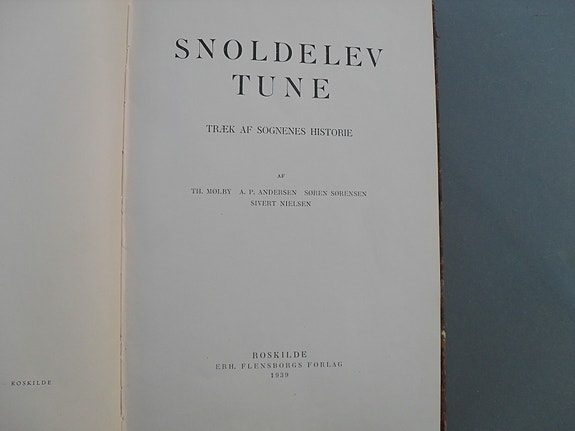 SNOLDELEV
TUNE
TRÆK AF SOGNENES HISTORIE
AF
TH. MØLBY A. P. ANDERSEN SØREN SØRENSEN
SIVERT NIELSEN
ROSKILDE
ERH. FLENSBORGS FORLAG
1939
– ROSKILDE